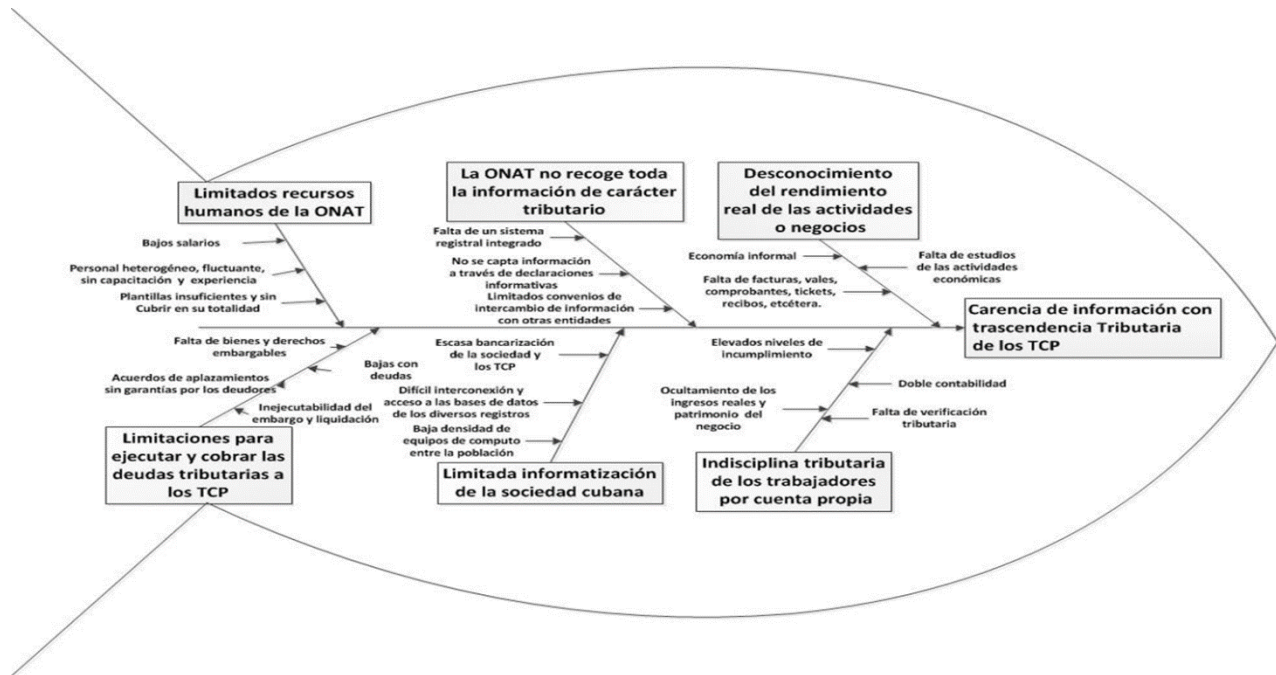 Limitados recursos
humanos de la ONAT
Bajos salarios
Personal heterogéneo, fluctuante,
sin capacitación y experiencia
Plantillas insuficientes y sin
Cubrir en su totalidad
La ONAT no recoge toda
la información de carácter
tributario
Falta de un sistema
registral integrado
No se capta información
a través de declaraciones
informativas
Limitados convenios de
intercambio de información
con otras entidades
Desconocimiento
del rendimiento
real de las actividades
o negocios
Economía informal
Falta de facturas, vales,
comprobantes, tickets,
recibos, etcétera.
Falta de estudios
de las actividades
económicas
Carencia de información con
trascendencia Tributaria
de los TCP
Falta de bienes y derechos
embargables
Bajas con
deudas
Acuerdos de aplazamientos
sin garantías por los deudores
Inejecutabilidad del
embargo y liquidación
Limitaciones para
ejecutar y cobrar las
deudas tributarias a
los TCP
Escasa bancarización
de la sociedad y
los TCP
Difícil interconexión y
acceso a las bases de datos
de los diversos registros
Baja densidad de
equipos de computo
entre la población
Limitada informatización
de la sociedad cubana
Elevados niveles de
incumplimiento
Doble contabilidad
Ocultamiento de los
ingresos reales y
patrimonio del
negocio
Falta de verificación
tributaria
Indisciplina tributaria
de los trabajadores
por cuenta propia